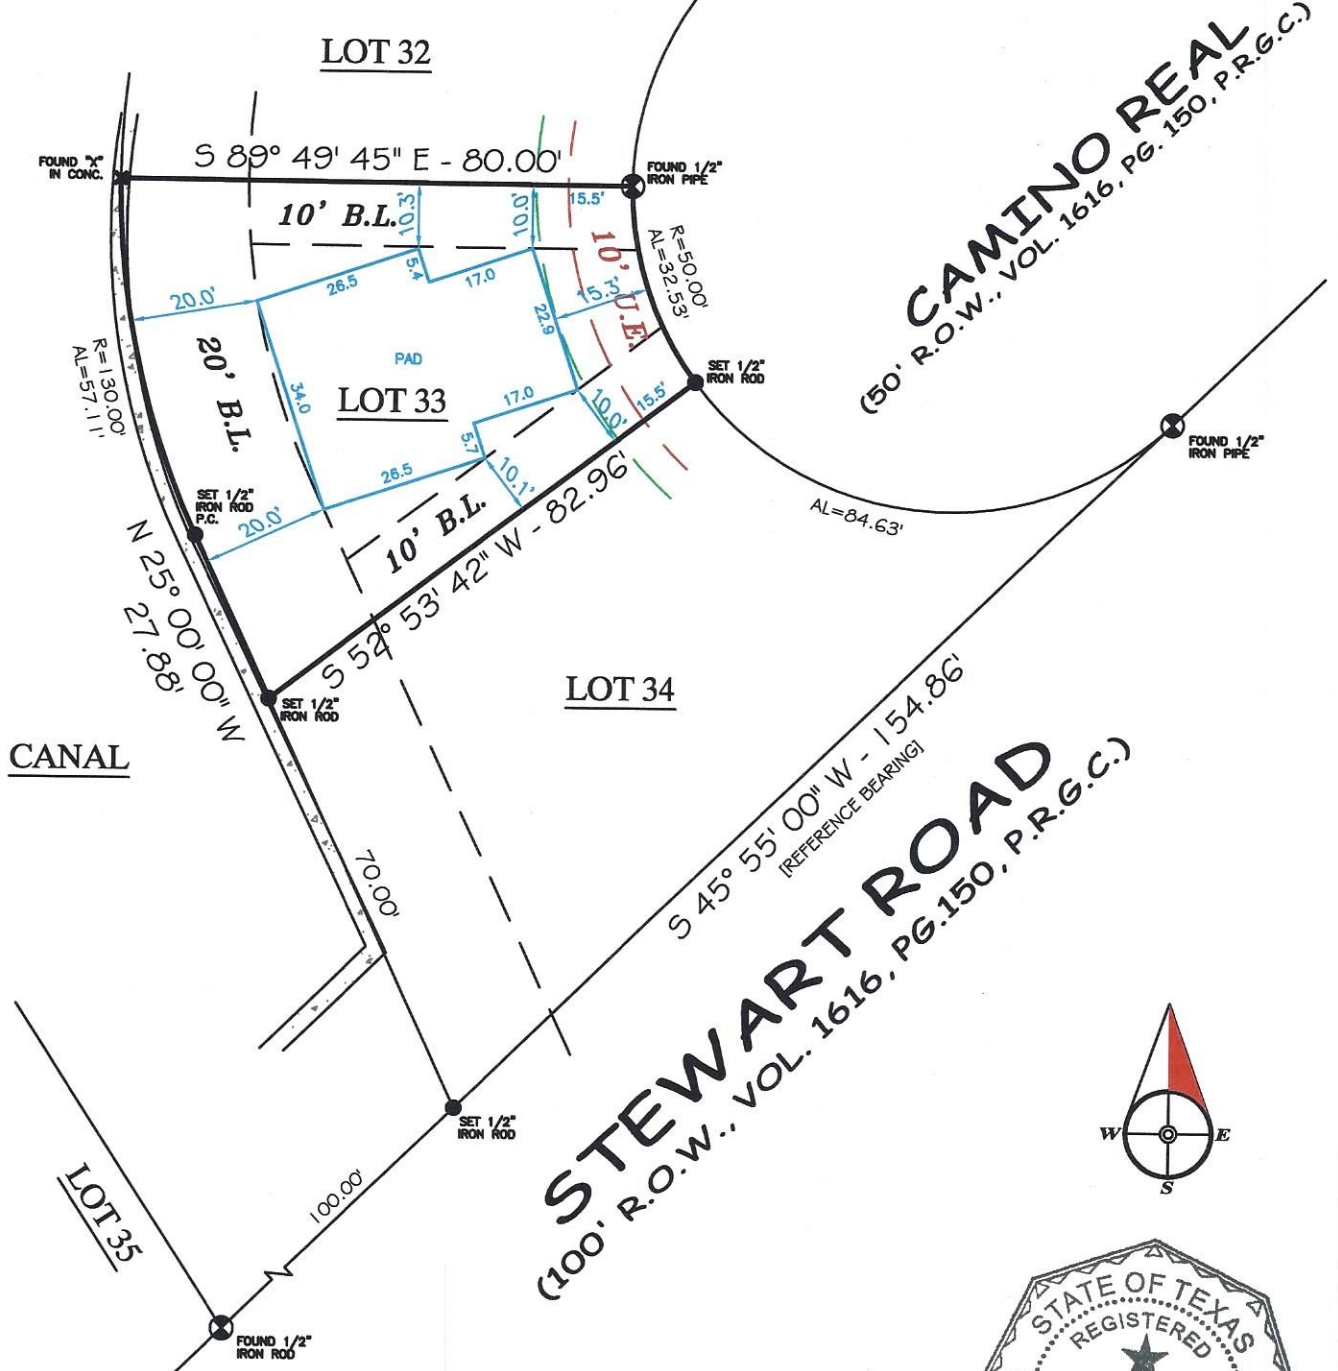 LOT 32
CAMINO REAL
(50' R.O.W., VOL. 1616, PG. 150, P.R.G.C.)
FOUND "X"
IN CONC.
S 89° 49' 45" E - 80.00'
FOUND 1/2"
IRON PIPE
10' B.L.
10.3'
10.0'
15.5'
10' U.E.
R=50.00'
AL=32.53'
26.5
5.4
17.0
15.3'
22.9
20.0'
R=130.00'
AL=57.11'
20' B.L.
PAD
LOT 33
34.0
17.0
5.7
26.5
10.0'
15.5'
SET 1/2"
IRON ROD
FOUND 1/2"
IRON PIPE
10.1'
10' B.L.
SET 1/2"
IRON ROD
P.C.
20.0'
AL=84.63'
S 52° 53' 42" W - 82.96'
N 25° 00' 00" W
27.88'
SET 1/2"
IRON ROD
LOT 34
CANAL
70.00'
S 45° 55' 00" W - 154.86'
[REFERENCE BEARING]
STEWART ROAD
(100' R.O.W., VOL. 1616, PG.150, P.R.G.C.)
SET 1/2"
IRON ROD
W
E
S
LOT 35
100.00'
FOUND 1/2"
IRON ROD
STATE OF TEXAS
REGISTERED